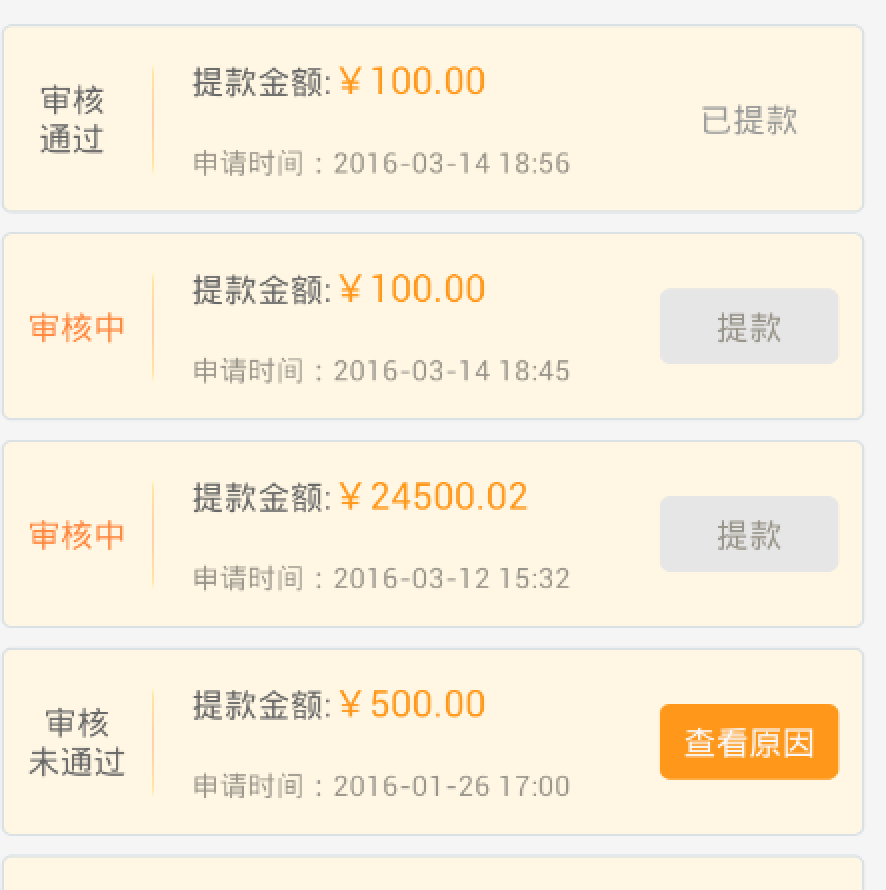 审核
通过
提款金额:￥100.00
申请时间：2016-03-14 18:56
已提款
审核中
提款金额:￥100.00
申请时间：2016-03-14 18:45
提款
审核中
提款金额:￥24500.02
申请时间：2016-03-12 15:32
提款
审核
未通过
提款金额:￥500.00
申请时间：2016-01-26 17:00
查看原因